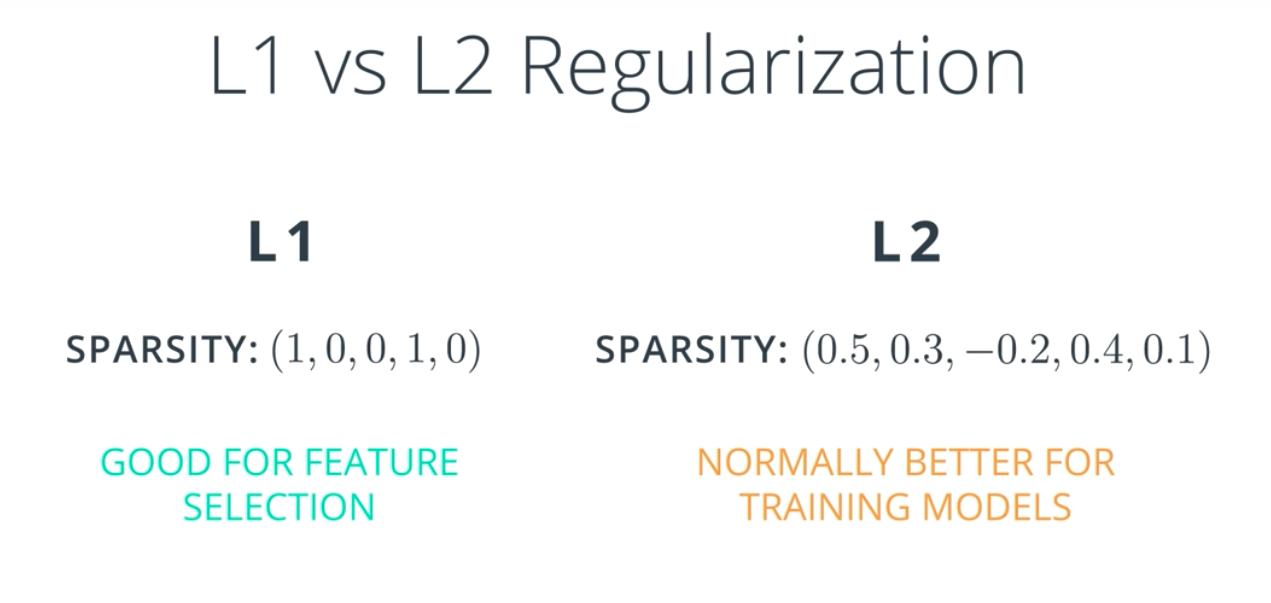 L1 vs L2 Regularization
L1
L2
SPARSITY: (1, 0, 0, 1, 0)
SPARSITY: (0.5, 0.3, −0.2, 0.4, 0.1)
GOOD FOR FEATURE
SELECTION
NORMALLY BETTER FOR
TRAINING MODELS